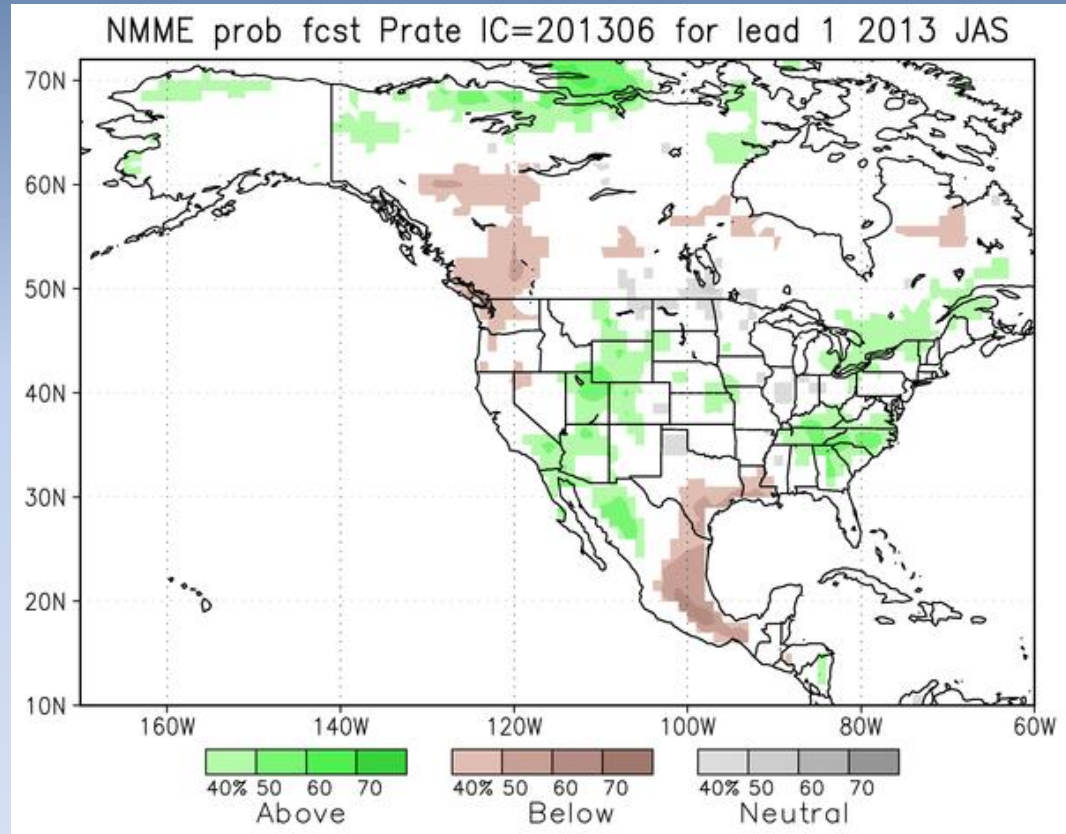 NMME prob fcst Prate IC=201306 for lead 1 2013 JAS
70N
60N
50N
40N
30N
20N
10N
160W 140W 120W 100W 80W 60W
40% 50 60 70 40% 50 60 70 40% 50 60 70
Above Below Neutral